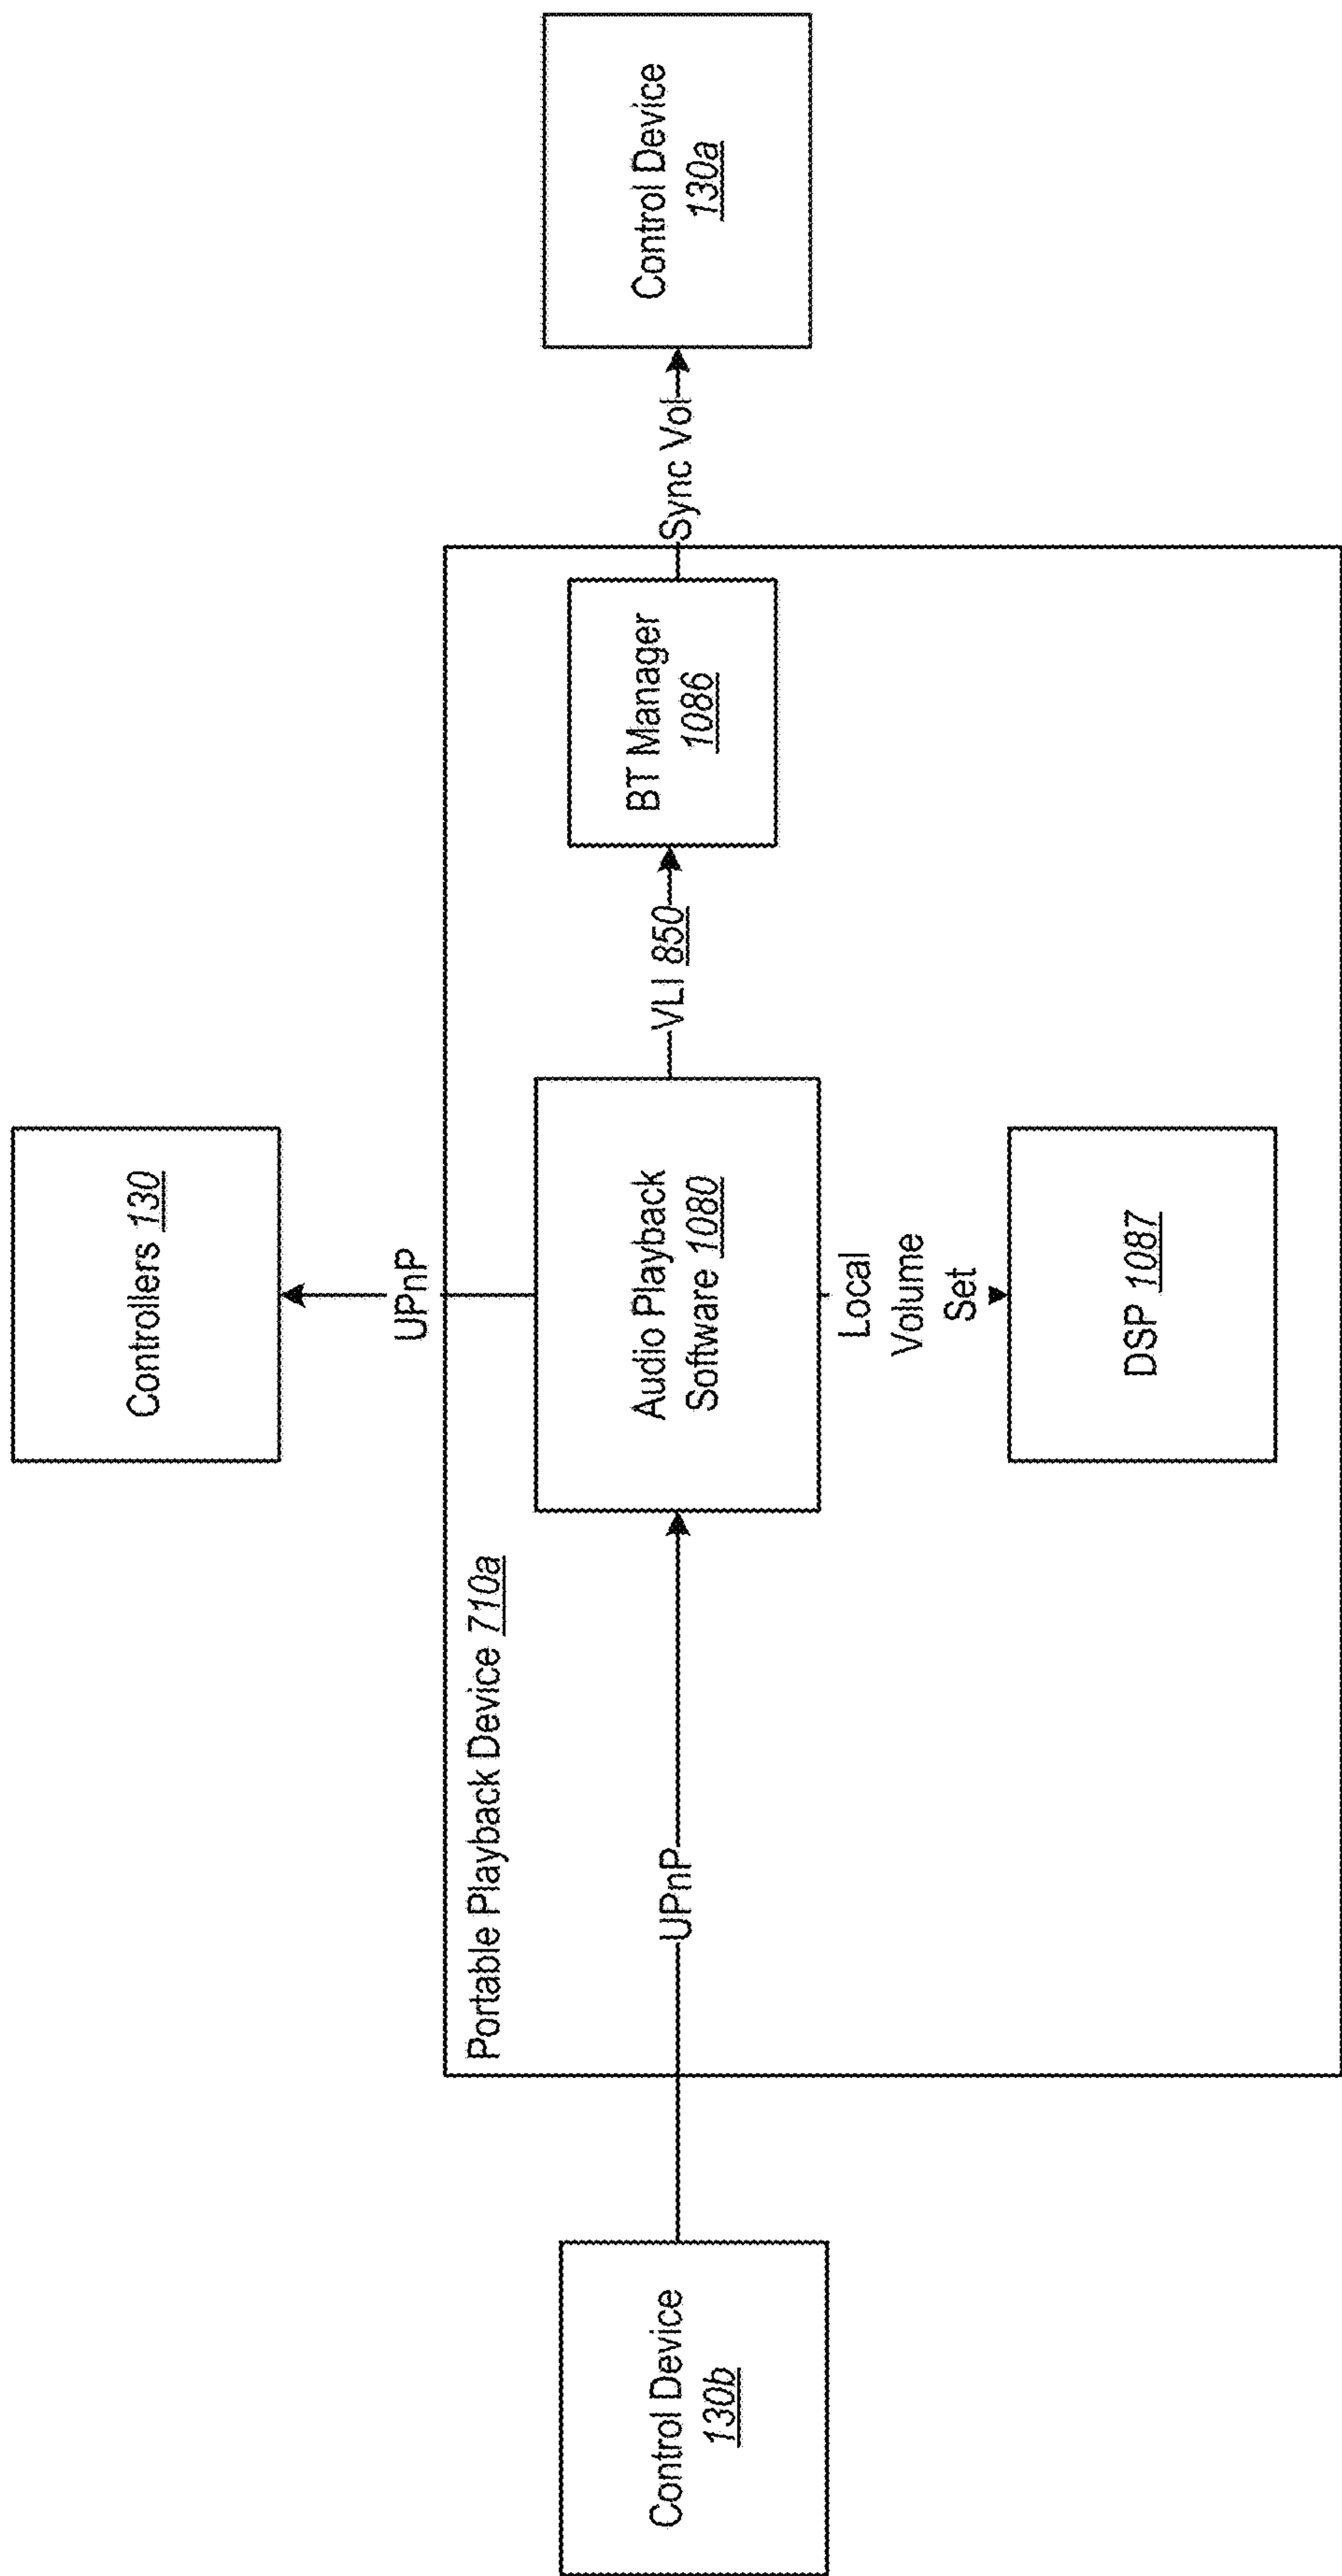 Controllers 130
UPnP
Portable Playback Device 710a
Control Device
130b
UPnP
Audio Playback
Software 1080
VLI 850
BT Manager
1086
Sync Vol
Control Device
130a
Local
Volume
Set
DSP 1087